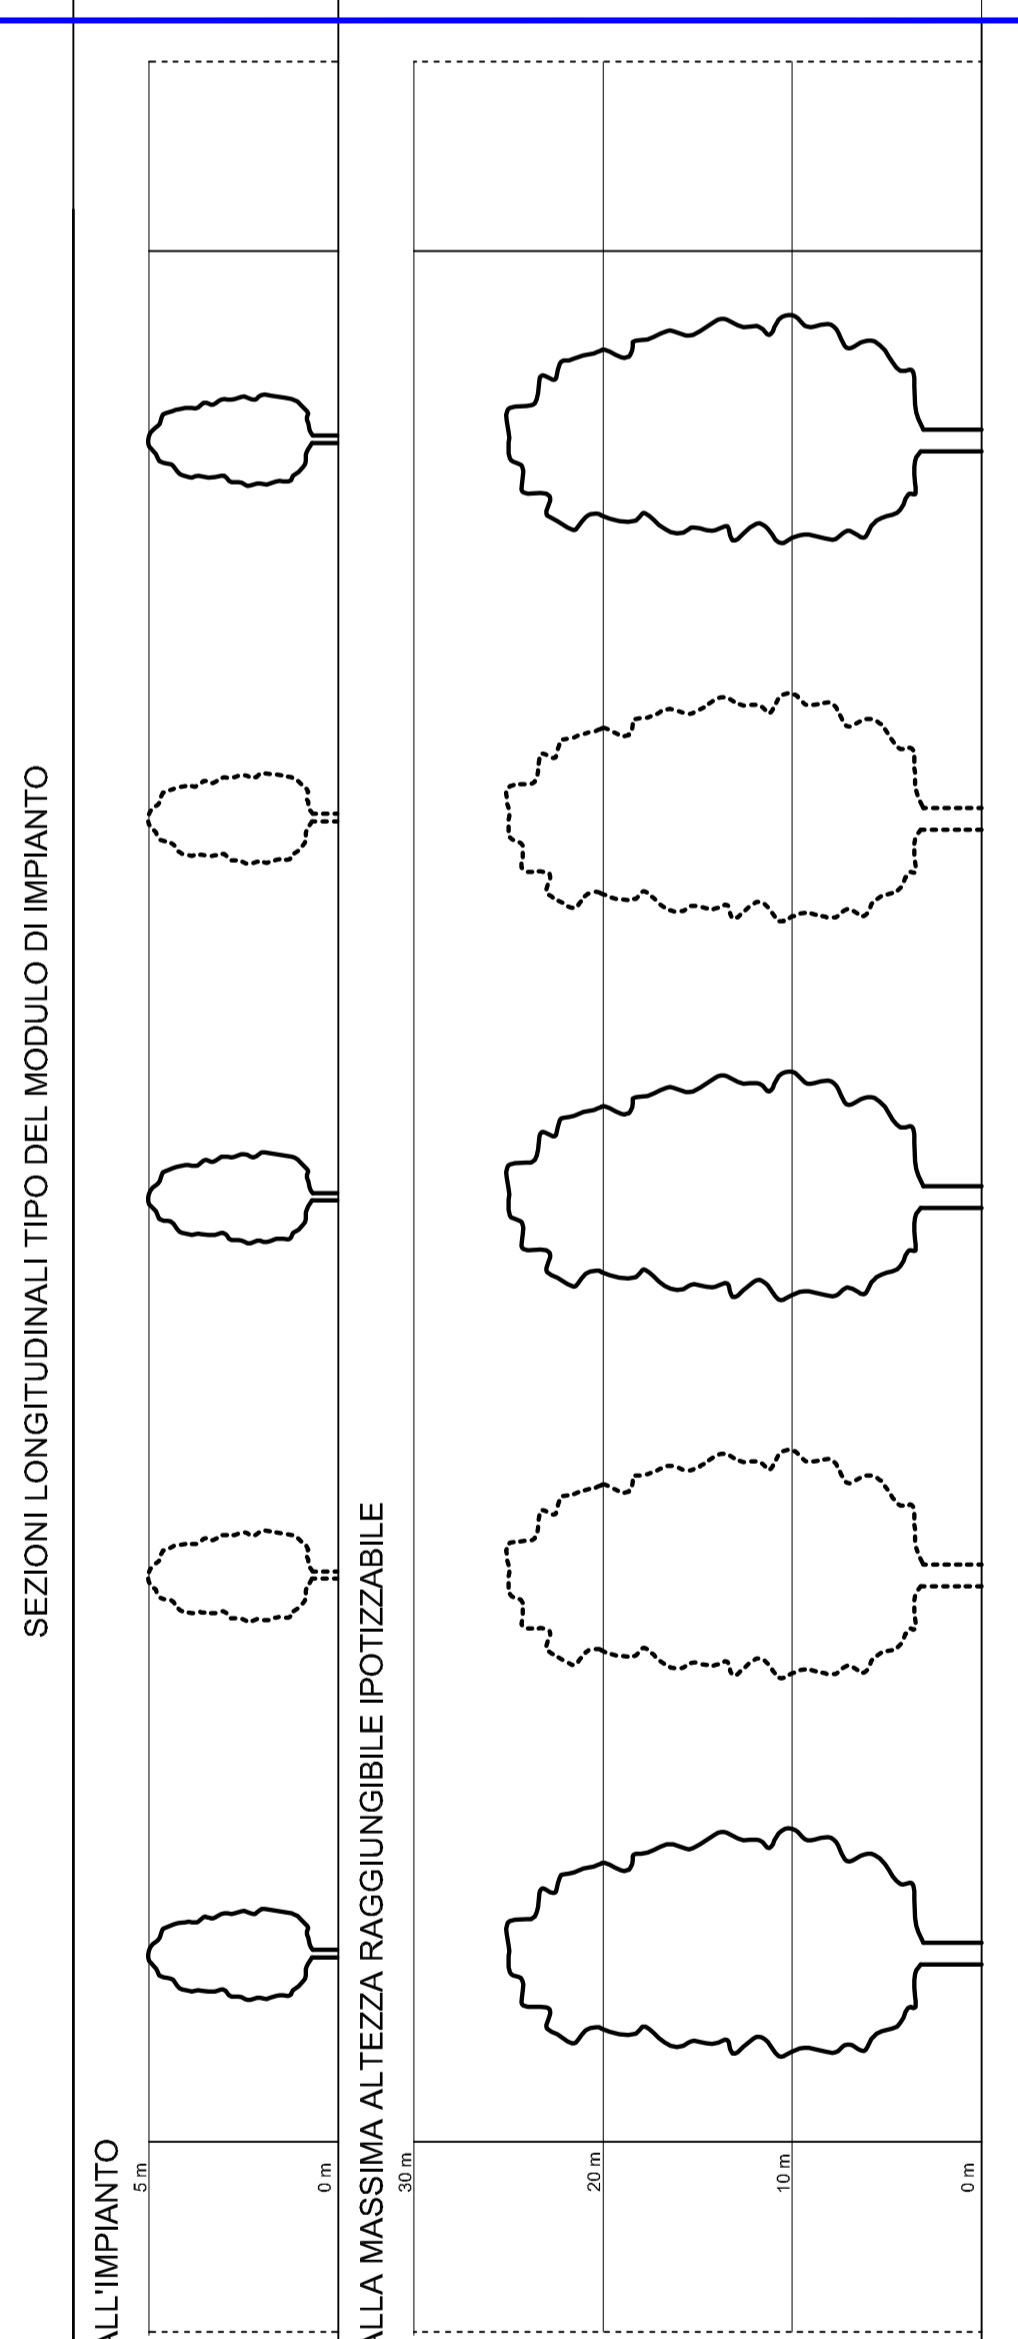 SEZIONI LONGITUDINALI TIPO DEL MODULO DI IMPIANTO
ALL'IMPIANTO
5 m
0 m
ALLA MASSIMA ALTEZZA RAGGIUNGIBILE IPOTIZZABILE
30 m
20 m
10 m
0 m